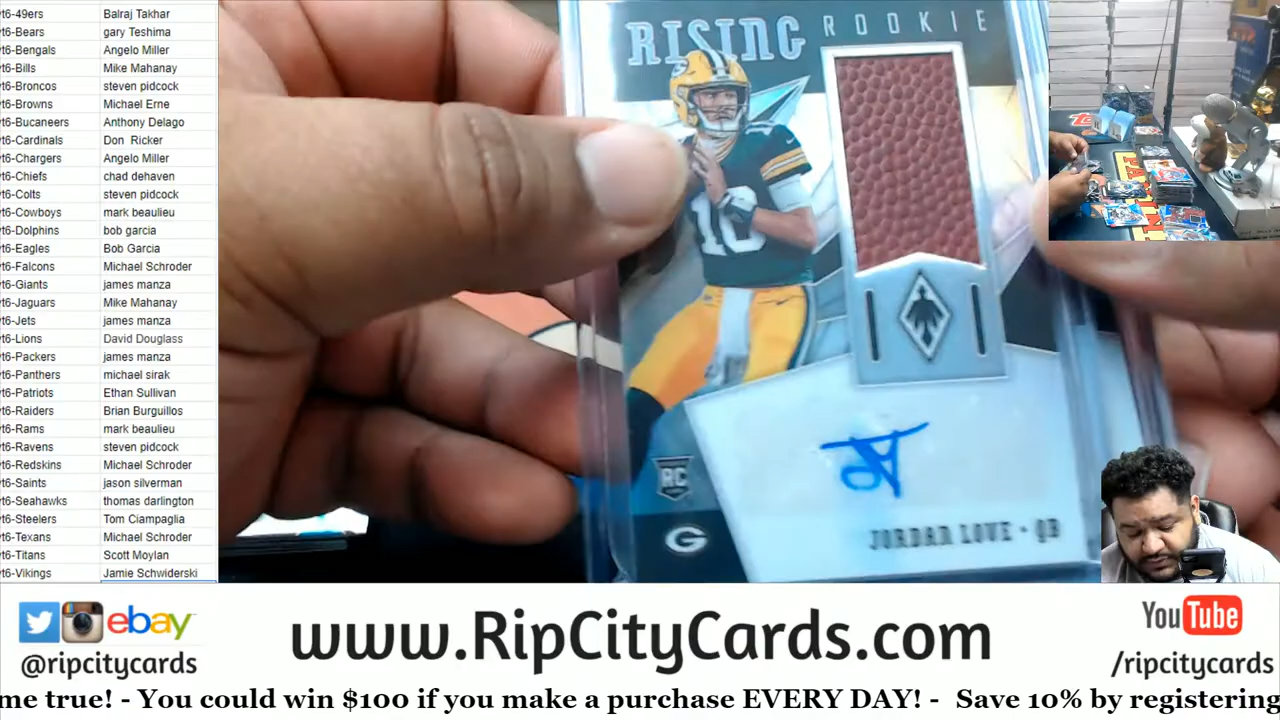 t6-49ers Balraj Takhar
t6-Bears gary Teshima
t6-Bengals Angelo Miller
t6-Bills Mike Mahanay
t6-Broncos steven pidcock
t6-Browns Michael Erne
t6-Bucaneers Anthony Delago
t6-Cardinals Don Ricker
t6-Chargers Angelo Miller
t6-Chiefs chad dehaven
t6-Colts steven pidcock
t6-Cowboys mark beaulieu
t6-Dolphins bob garcia
t6-Eagles Bob Garcia
t6-Falcons Michael Schroder
t6-Giants james manza
t6-Jaguars Mike Mahanay
t6-Jets james manza
t6-Lions David Douglass
t6-Packers james manza
t6-Panthers michael sirak
t6-Patriots Ethan Sullivan
t6-Raiders Brian Burguillos
t6-Rams mark beaulieu
t6-Ravens steven pidcock
t6-Redskins Michael Schroder
t6-Saints jason silverman
t6-Seahawks thomas darlington
t6-Steelers Tom Ciampaglia
t6-Texans Michael Schroder
t6-Titans Scott Moylan
t6-Vikings Jamie Schwiderski
RISING ROOKIE
10
RC
G
JORDAN LOVE • QB
PANINI
ebay
@ripcitycards
www.RipCityCards.com
YouTube
/ripcitycards
me true! - You could win $100 if you make a purchase EVERY DAY! - Save 10% by registering